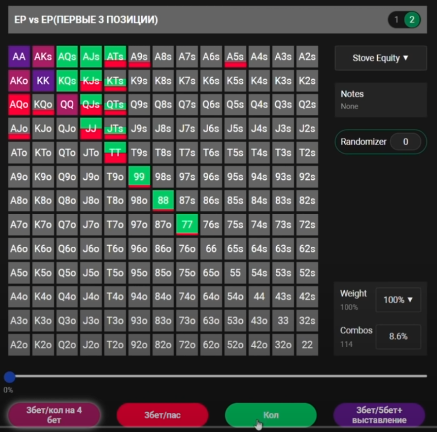 EP vs EP(ПЕРВЫЕ 3 ПОЗИЦИИ)
1 2
AA AKs AQs AJs ATs A9s A8s A7s A6s A5s A4s A3s A2s
AKo KK KQs KJs KTs K9s K8s K7s K6s K5s K4s K3s K2s
AQo KQo QQ QJs QTs Q9s Q8s Q7s Q6s Q5s Q4s Q3s Q2s
AJo KJo QJo JJ JTs J9s J8s J7s J6s J5s J4s J3s J2s
ATo KTo QTo JTo TT T9s T8s T7s T6s T5s T4s T3s T2s
A9o K9o Q9o J9o T9o 99 98s 97s 96s 95s 94s 93s 92s
A8o K8o Q8o J8o T8o 98o 88 87s 86s 85s 84s 83s 82s
A7o K7o Q7o J7o T7o 97o 87o 77 76s 75s 74s 73s 72s
A6o K6o Q6o J6o T6o 96o 86o 76o 66 65s 64s 63s 62s
A5o K5o Q5o J5o T5o 95o 85o 75o 65o 55 54s 53s 52s
A4o K4o Q4o J4o T4o 94o 84o 74o 64o 54o 44 43s 42s
A3o K3o Q3o J3o T3o 93o 83o 73o 63o 53o 43o 33 32s
A2o K2o Q2o J2o T2o 92o 82o 72o 62o 52o 42o 32o 22
Stove Equity ▼
Notes
None
Randomizer 0
Weight
100%
100% ▼
Combos
114
8.6%
0%
3бет/кол на 4
бет
3бет/пас
Кол
3бет/5бет+
выставление